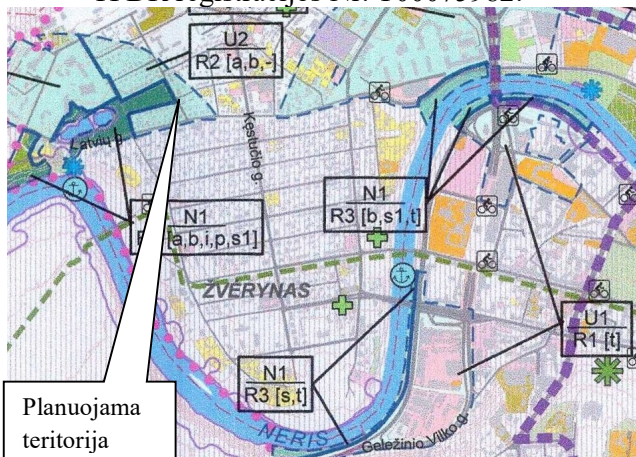 U2
R2 [a,b,-]
Latvių g.
Kęstučio g.
N1
[a,b,i,p,s1]
N1
R3 [b,s1,t]
ŽVĖRYNAS
U1
R1 [t]
N1
R3 [s,t]
NERIS
Geležinio Vilko g.
Planuojama
teritorija